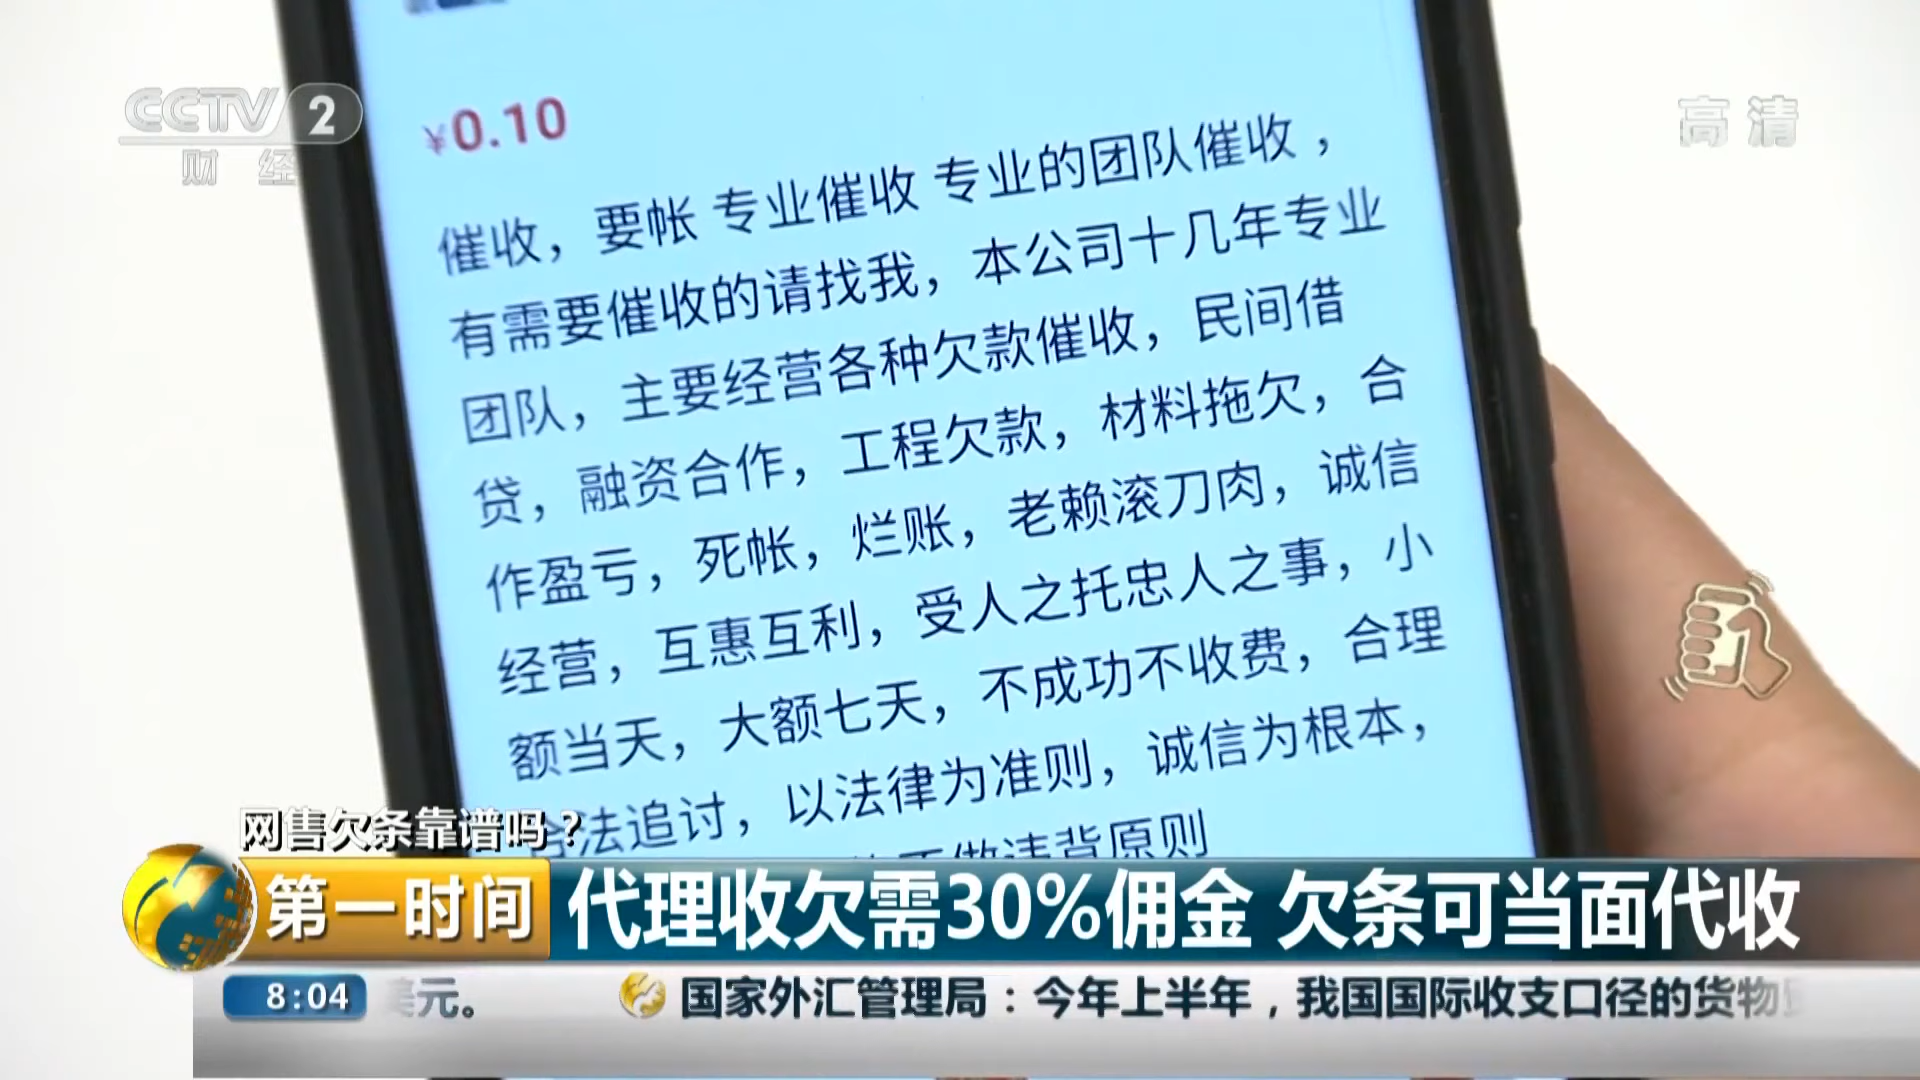 CCTV 2
财经
高清
¥0.10
催收，要帐 专业催收 专业的团队催收，
有需要催收的请找我，本公司十几年专业
团队，主要经营各种欠款催收，民间借
贷，融资合作，工程欠款，材料拖欠，合
作盈亏，死帐，烂账，老赖滚刀肉，诚信
经营，互惠互利，受人之托忠人之事，小
额当天，大额七天，不成功不收费，合理
合法追讨，以法律为准则，诚信为根本，
不做违背原则
网售欠条靠谱吗？
第一时间
代理收欠需30%佣金 欠条可当面代收
8:04
美元。
国家外汇管理局：今年上半年，我国国际收支口径的货物